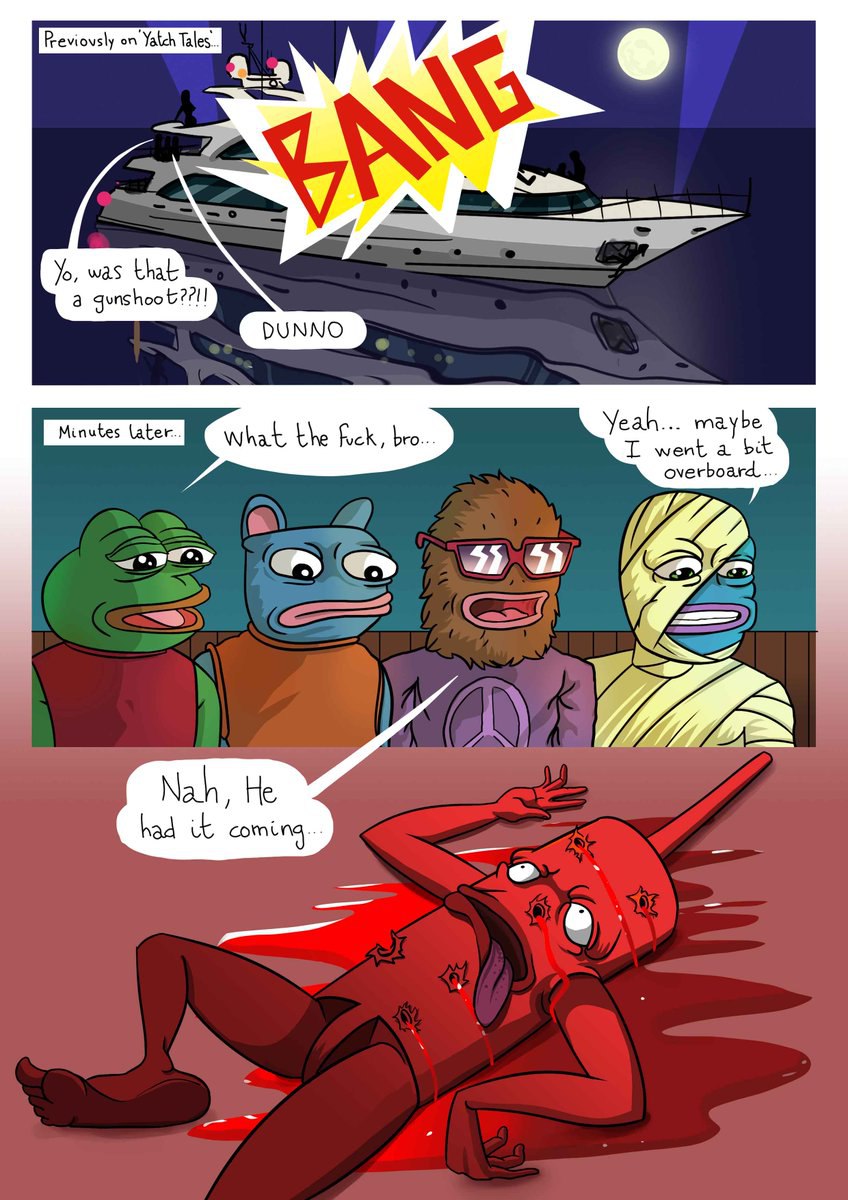 Previously on 'Yatch Tales'...
BANG
Yo, was that
a gunshoot??!!
DUNNO
Minutes later...
What the fuck, bro...
Yeah... maybe
I went a bit
overboard...
Nah, He
had it coming...